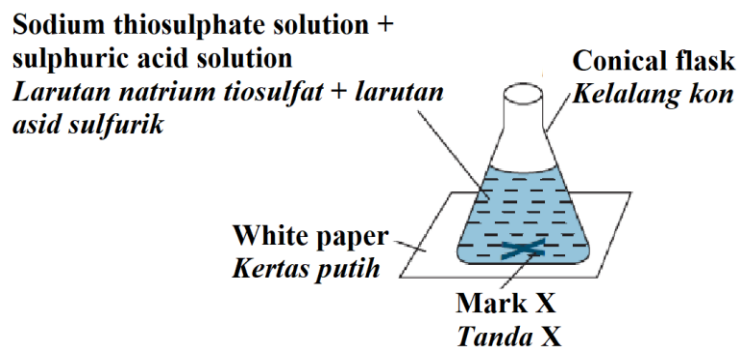 Sodium thiosulphate solution +
sulphuric acid solution
Larutan natrium tiosulfat + larutan
asid sulfurik
Conical flask
Kelalang kon
White paper
Kertas putih
Mark X
Tanda X